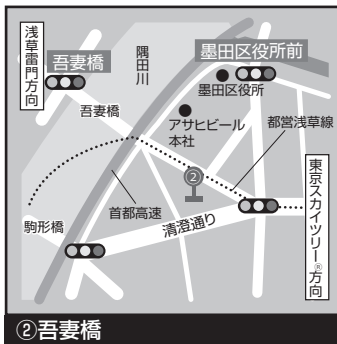 浅草雷門方向
吾妻橋
隅田川
墨田区役所前
墨田区役所
吾妻橋
アサヒビール
本社
都営浅草線
②
東京スカイツリー®方向
首都高速
清澄通り
駒形橋
②吾妻橋